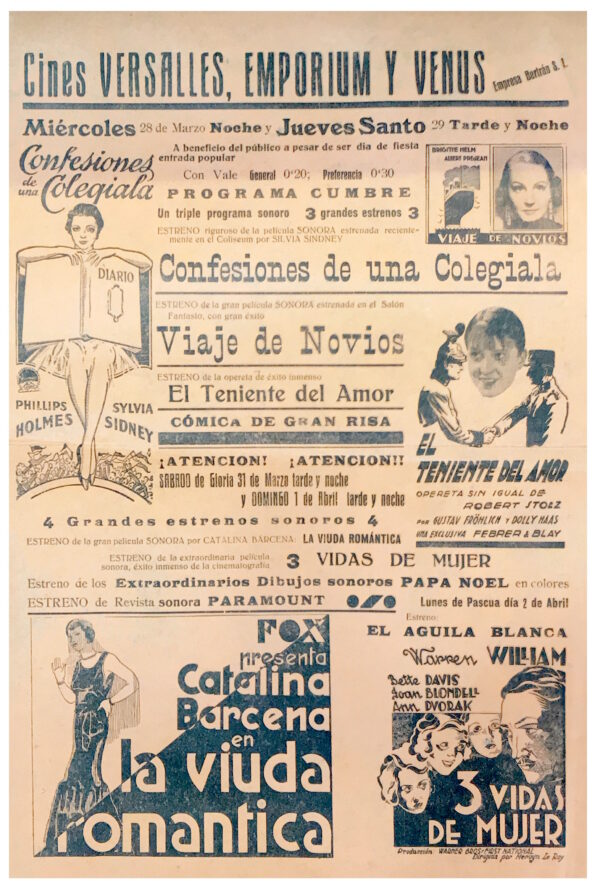 Cines VERSALLES, EMPORIUM Y VENUS Empresa Bertrán S. L.
Miércoles 28 de Marzo Noche y Jueves Santo 29 Tarde y Noche
Confesiones
de una
Colegiala
A beneficio del público a pesar de ser dia de fiesta
entrada popular
Con Vale General 0'20; Preferencia 0'30
PROGRAMA CUMBRE
Un triple programa sonoro 3 grandes estrenos 3
BRIGITTE HELM
ALBERT PREJEAN
VIAJE DE NOVIOS
ESTRENO riguroso de la película SONORA estrenada reciente-
mente en el Coliseum por SILVIA SINDNEY
Confesiones de una Colegiala
DIARIO
ESTRENO de la gran película SONORA estrenada en el Salón
Fantasio, con gran éxito
Viaje de Novios
ESTRENO de la opereta de éxito inmenso
El Teniente del Amor
CÓMICA DE GRAN RISA
PHILLIPS
HOLMES
SYLVIA
SIDNEY
¡ATENCION! ¡ATENCION!!
SABADO de Gloria 31 de Marzo tarde y noche
y DOMINGO 1 de Abril tarde y noche
EL
TENIENTE DEL AMOR
OPERETA SIN IGUAL DE
ROBERT STOLZ
POR GUSTAV FRÖHLICH Y DOLLY HAAS
UNA EXCLUSIVA FEBRER & BLAY
4 Grandes estrenos sonoros 4
ESTRENO de la gran película SONORA por CATALINA BÁRCENA: LA VIUDA ROMÁNTICA
ESTRENO de la extraordinaria película
sonora, éxito inmenso de la cinematografía 3 VIDAS DE MUJER
Estreno de los Extraordinarios Dibujos sonoros PAPA NOEL en colores
ESTRENO de Revista sonora PARAMOUNT
Lunes de Pascua día 2 de Abril
Estreno:
EL AGUILA BLANCA
FOX
presenta
Catalina
Barcena
en
la viuda
romantica
Warren WILLIAM
Bette DAVIS
Joan BLONDELL
Ann DVORAK
3 VIDAS
DE MUJER
Producción WARNER BROS-FIRST NATIONAL
Dirigida por Mervyn Le Roy